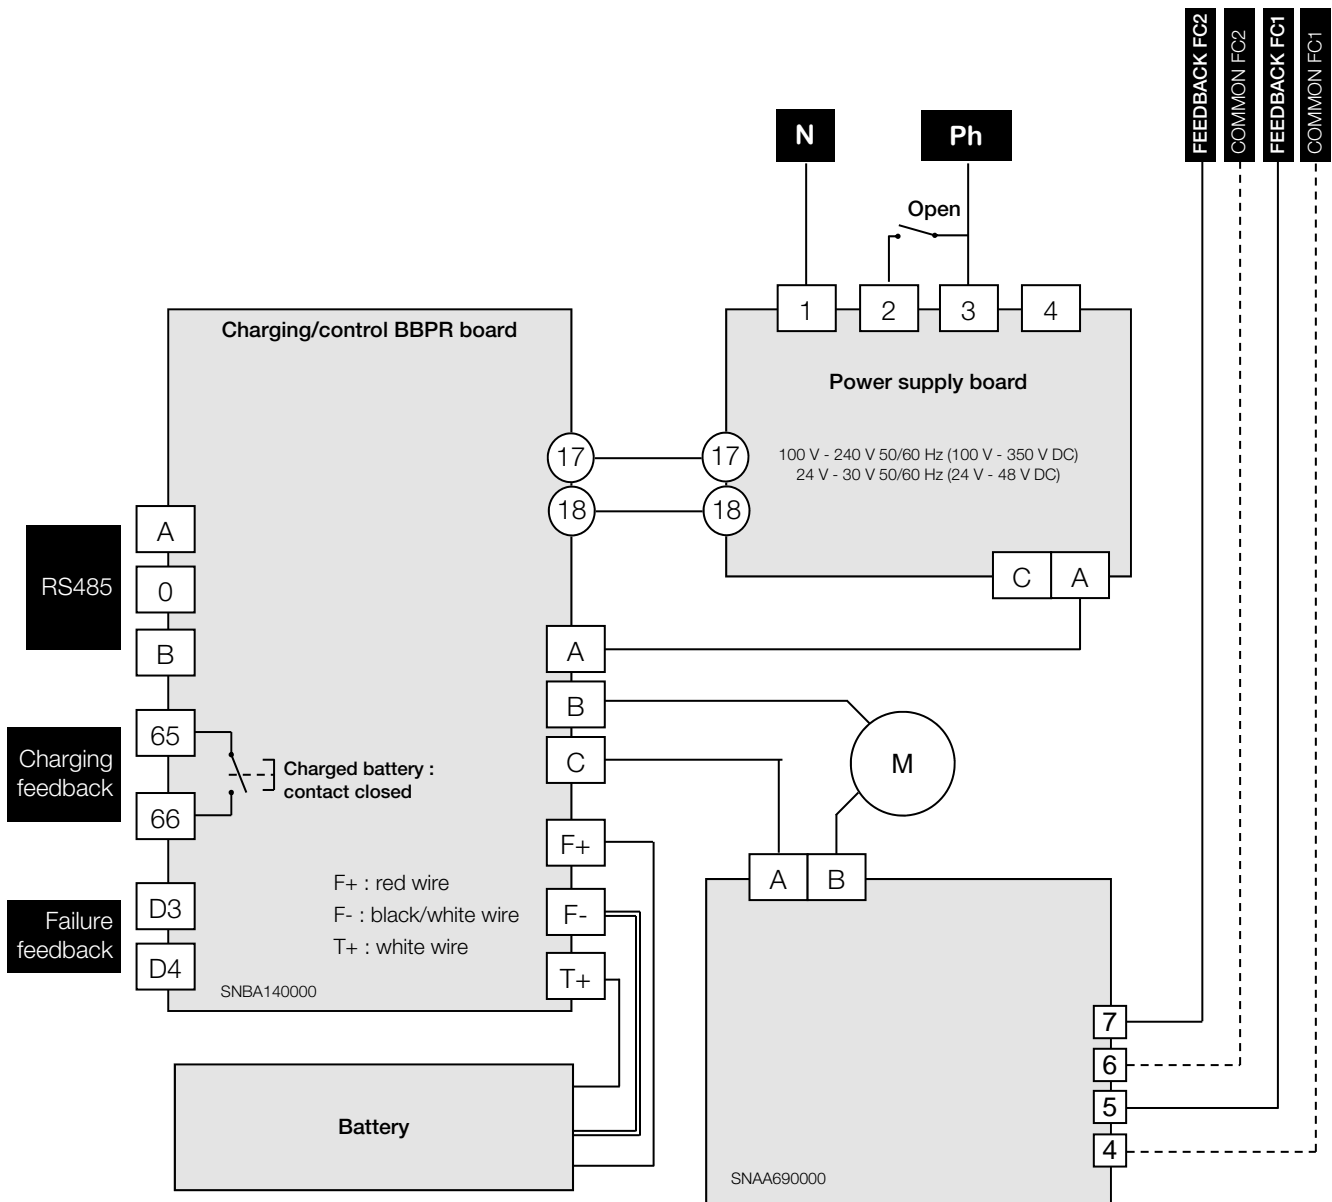 FEEDBACK FC2
COMMON FC2
FEEDBACK FC1
COMMON FC1
N
Ph
Open
1
2
3
4
Charging/control BBPR board
Power supply board
100 V - 240 V 50/60 Hz (100 V - 350 V DC)
24 V - 30 V 50/60 Hz (24 V - 48 V DC)
17
18
17
18
C
A
RS485
A
0
B
A
B
C
M
Charging
feedback
65
66
Charged battery :
contact closed
F+
F-
T+
F+ : red wire
F- : black/white wire
T+ : white wire
Failure
feedback
D3
D4
SNBA140000
A
B
7
6
5
4
Battery
SNAA690000